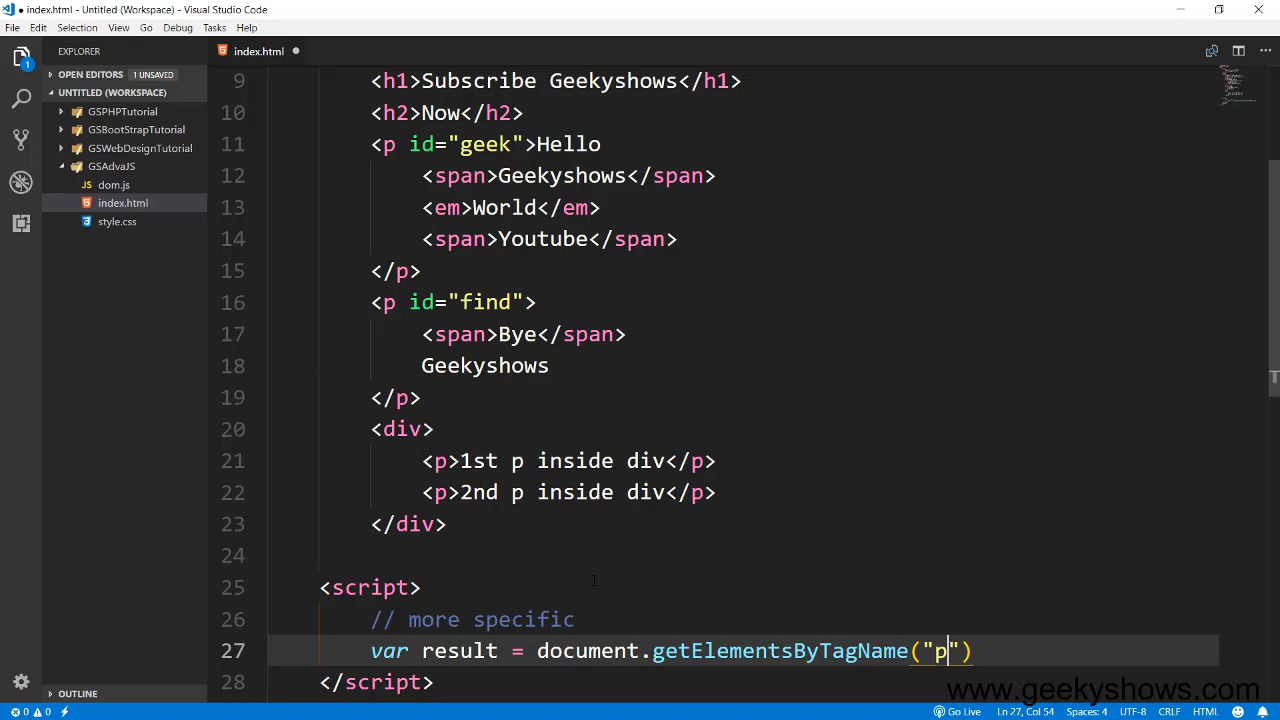 index.html - Untitled (Workspace) - Visual Studio Code
File Edit Selection View Go Debug Tasks Help
EXPLORER
index.html
OPEN EDITORS 1 UNSAVED
UNTITLED (WORKSPACE)
GSPHPTutorial
GSBootStrapTutorial
GSWebDesignTutorial
GSAdvaJS
dom.js
index.html
style.css
OUTLINE
1
9 <h1>Subscribe Geekyshows</h1>
10 <h2>Now</h2>
11 <p id="geek">Hello
12 <span>Geekyshows</span>
13 <em>World</em>
14 <span>Youtube</span>
15 </p>
16 <p id="find">
17 <span>Bye</span>
18 Geekyshows
19 </p>
20 <div>
21 <p>1st p inside div</p>
22 <p>2nd p inside div</p>
23 </div>
24
25 <script>
26 // more specific
27 var result = document.getElementsByTagName("p")
28 </script>
www.geekyshows.com
0 0 Go Live Ln 27, Col 54 Spaces: 4 UTF-8 CRLF HTML